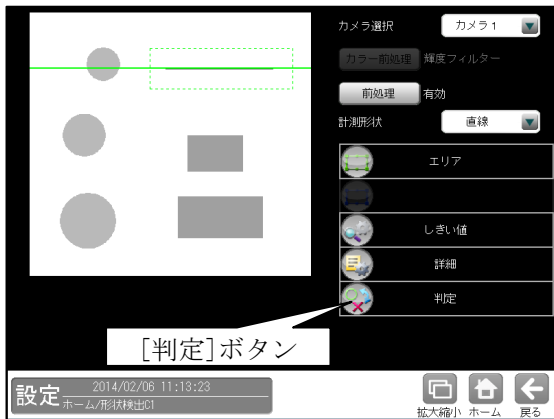 カメラ選択
カメラ1
カラー前処理
輝度フィルター
前処理
有効
計測形状
直線
エリア
しきい値
詳細
判定
[判定]ボタン
設定
2014/02/06 11:13:23
ホーム/形状検出C1
拡大縮小
ホーム
戻る